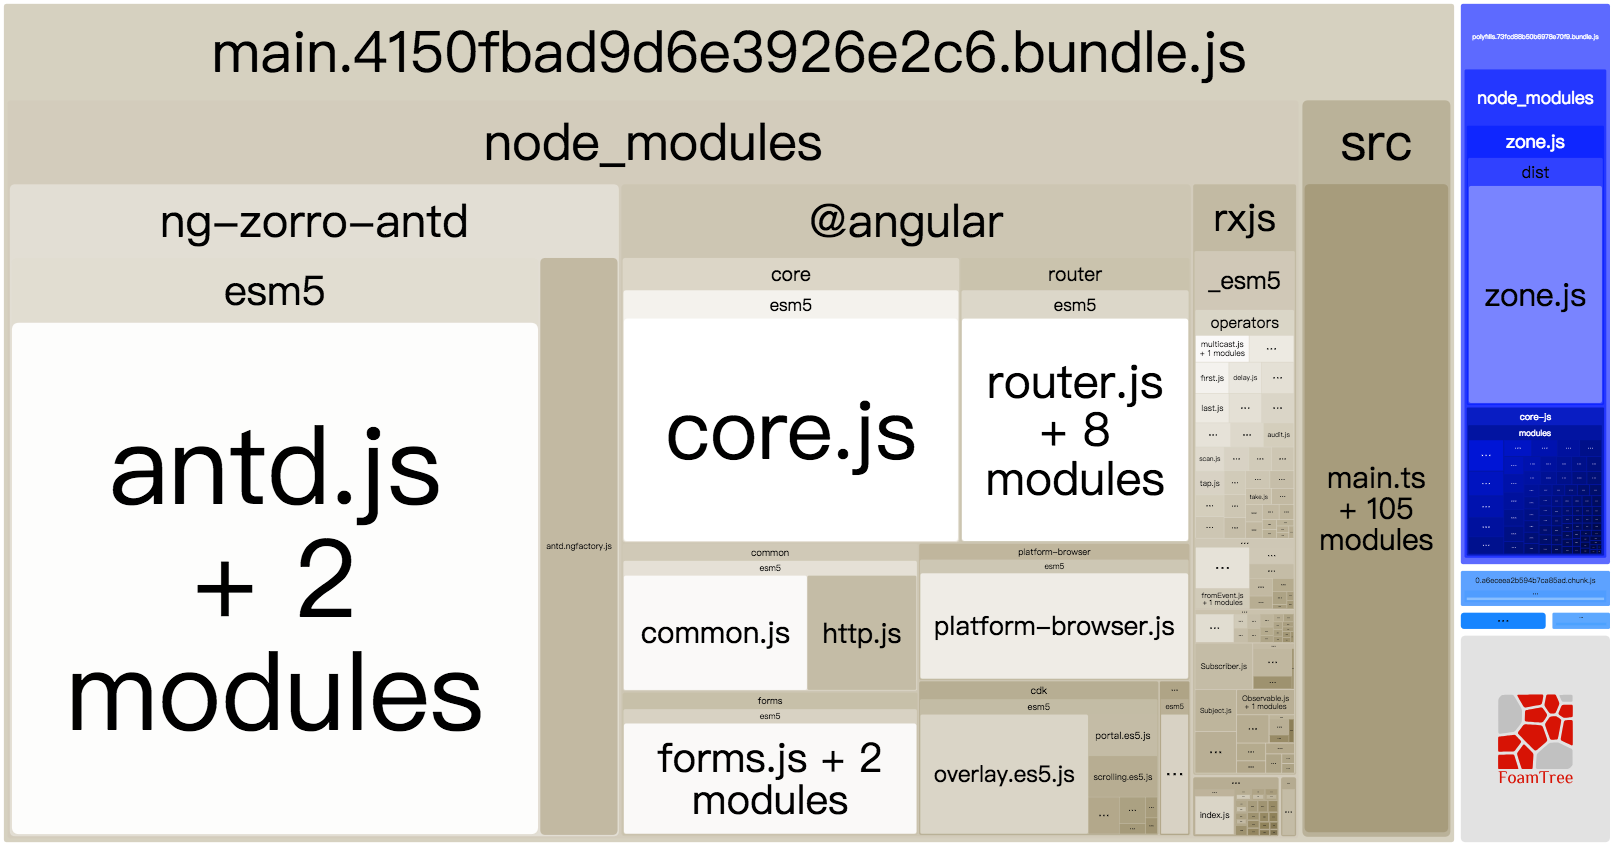 main.4150fbad9d6e3926e2c6.bundle.js
node_modules
src
ng-zorro-antd
@angular
rxjs
esm5
antd.js
+ 2
modules
antd.ngfactory.js
core
esm5
core.js
router
esm5
router.js
+ 8
modules
common
esm5
common.js
http.js
platform-browser
esm5
platform-browser.js
forms
esm5
forms.js + 2
modules
cdk
esm5
overlay.es5.js
portal.es5.js
scrolling.es5.js
...
...
esm5
...
_esm5
operators
multicast.js
+ 1 modules
...
first.js
delay.js
...
last.js
...
...
...
...
audit.js
scan.js
...
...
...
tap.js
...
...
...
take.js
...
...
fromEvent.js
+ 1 modules
...
Subscriber.js
...
Subject.js
Observable.js
+ 1 modules
...
...
index.js
main.ts
+ 105
modules
node_modules
zone.js
dist
zone.js
core-js
modules
...
0.a6eceea2b594b7ca85ad.chunk.js
...
...
FoamTree